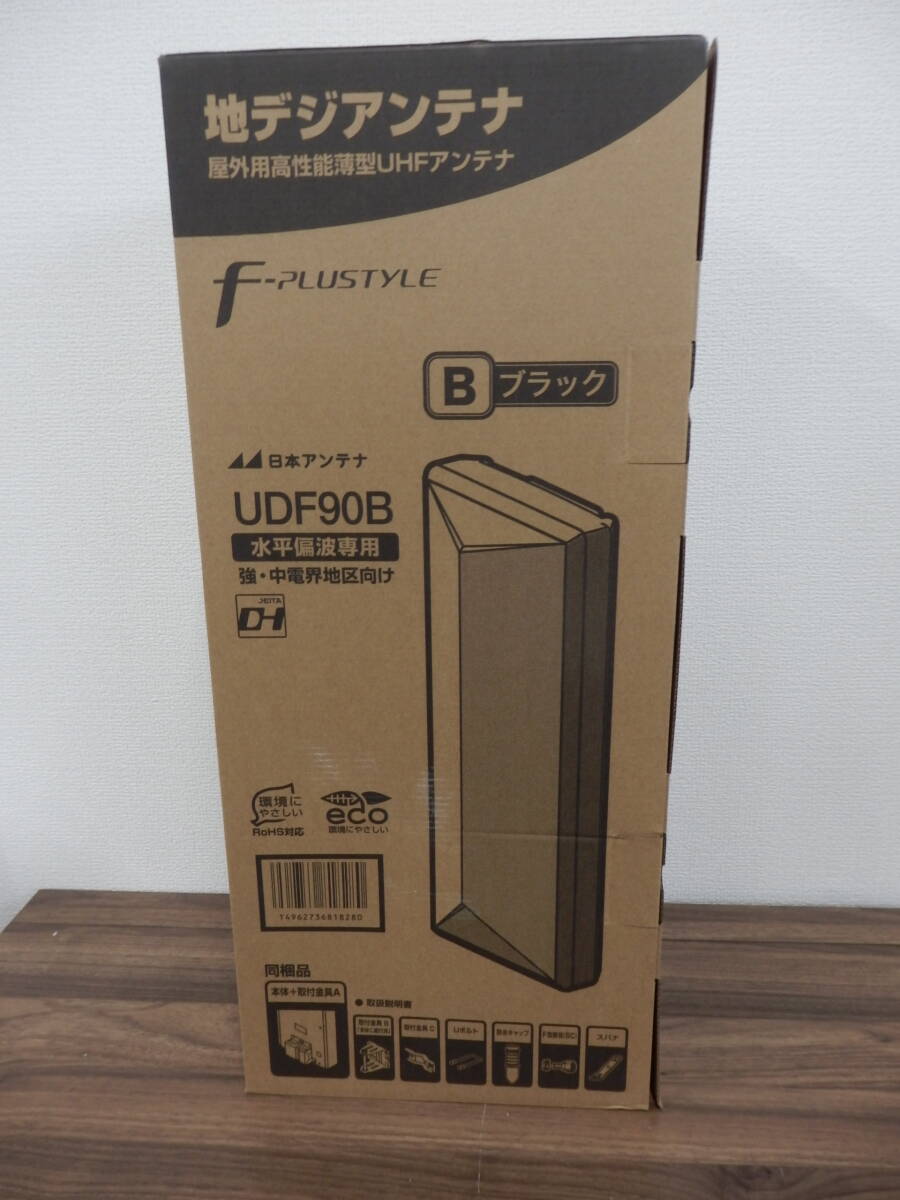 地デジアンテナ
屋外用高性能薄型UHFアンテナ
F-PLUSTYLE
B ブラック
日本アンテナ
UDF90B
水平偏波専用
強・中電界地区向け
JEITA
DH
環境に
やさしい
RoHS対応
eco
環境にやさしい
T4962736818280
同梱品
本体+取付金具A
● 取扱説明書
取付金具 B
取付金具 C
Uボルト
防水キャップ
スパナ